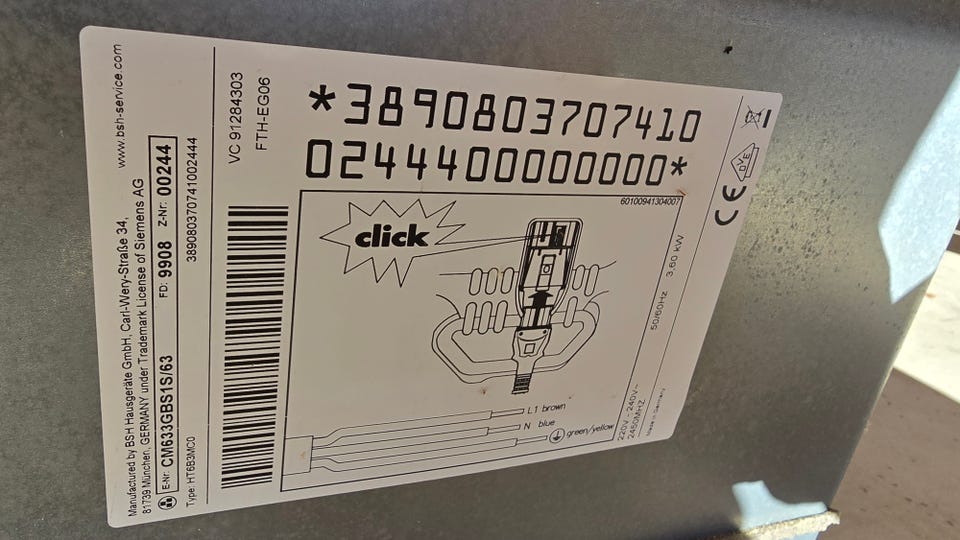 Manufactured by BSH Hausgeräte GmbH, Carl-Wery-Straße 34,
81739 München, GERMANY under Trademark License of Siemens AG
www.bsh-service.com
E-Nr: CM633GBS1S/63 FD: 9908 Z-Nr: 00244
Type: HT6B3MC0
389080370741002444
VC 91284303
FTH-EG06
*3890803707410
0244400000000*
60100941304007
click
L1 brown
N blue
green/yellow
220V - 240V~ 50/60Hz 3,60 kW
2450MHZ
Made in Germany
DVE
CE